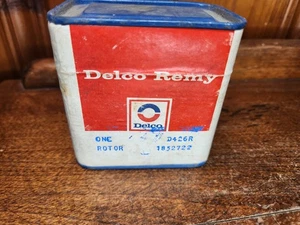 Delco Remy
Delco
ONE D426R
ROTOR 1852722